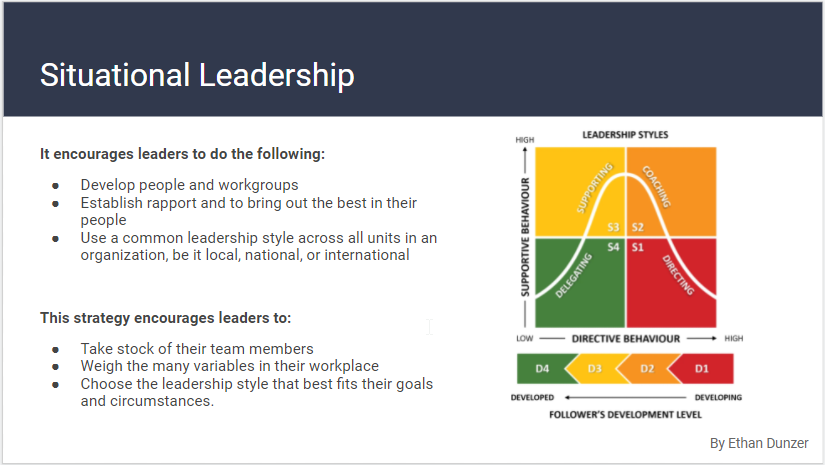 Situational Leadership
It encourages leaders to do the following:
● Develop people and workgroups
● Establish rapport and to bring out the best in their
people
● Use a common leadership style across all units in an
organization, be it local, national, or international
This strategy encourages leaders to:
● Take stock of their team members
● Weigh the many variables in their workplace
● Choose the leadership style that best fits their goals
and circumstances.
LEADERSHIP STYLES
HIGH
SUPPORTIVE BEHAVIOUR
SUPPORTING
COACHING
S3 S2
S4 S1
DELEGATING
DIRECTING
LOW DIRECTIVE BEHAVIOUR HIGH
D4 D3 D2 D1
DEVELOPED DEVELOPING
FOLLOWER'S DEVELOPMENT LEVEL
By Ethan Dunzer